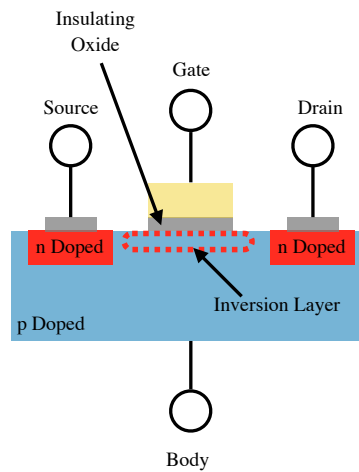 Insulating
Oxide
Gate
Source
Drain
n Doped
n Doped
Inversion Layer
p Doped
Body